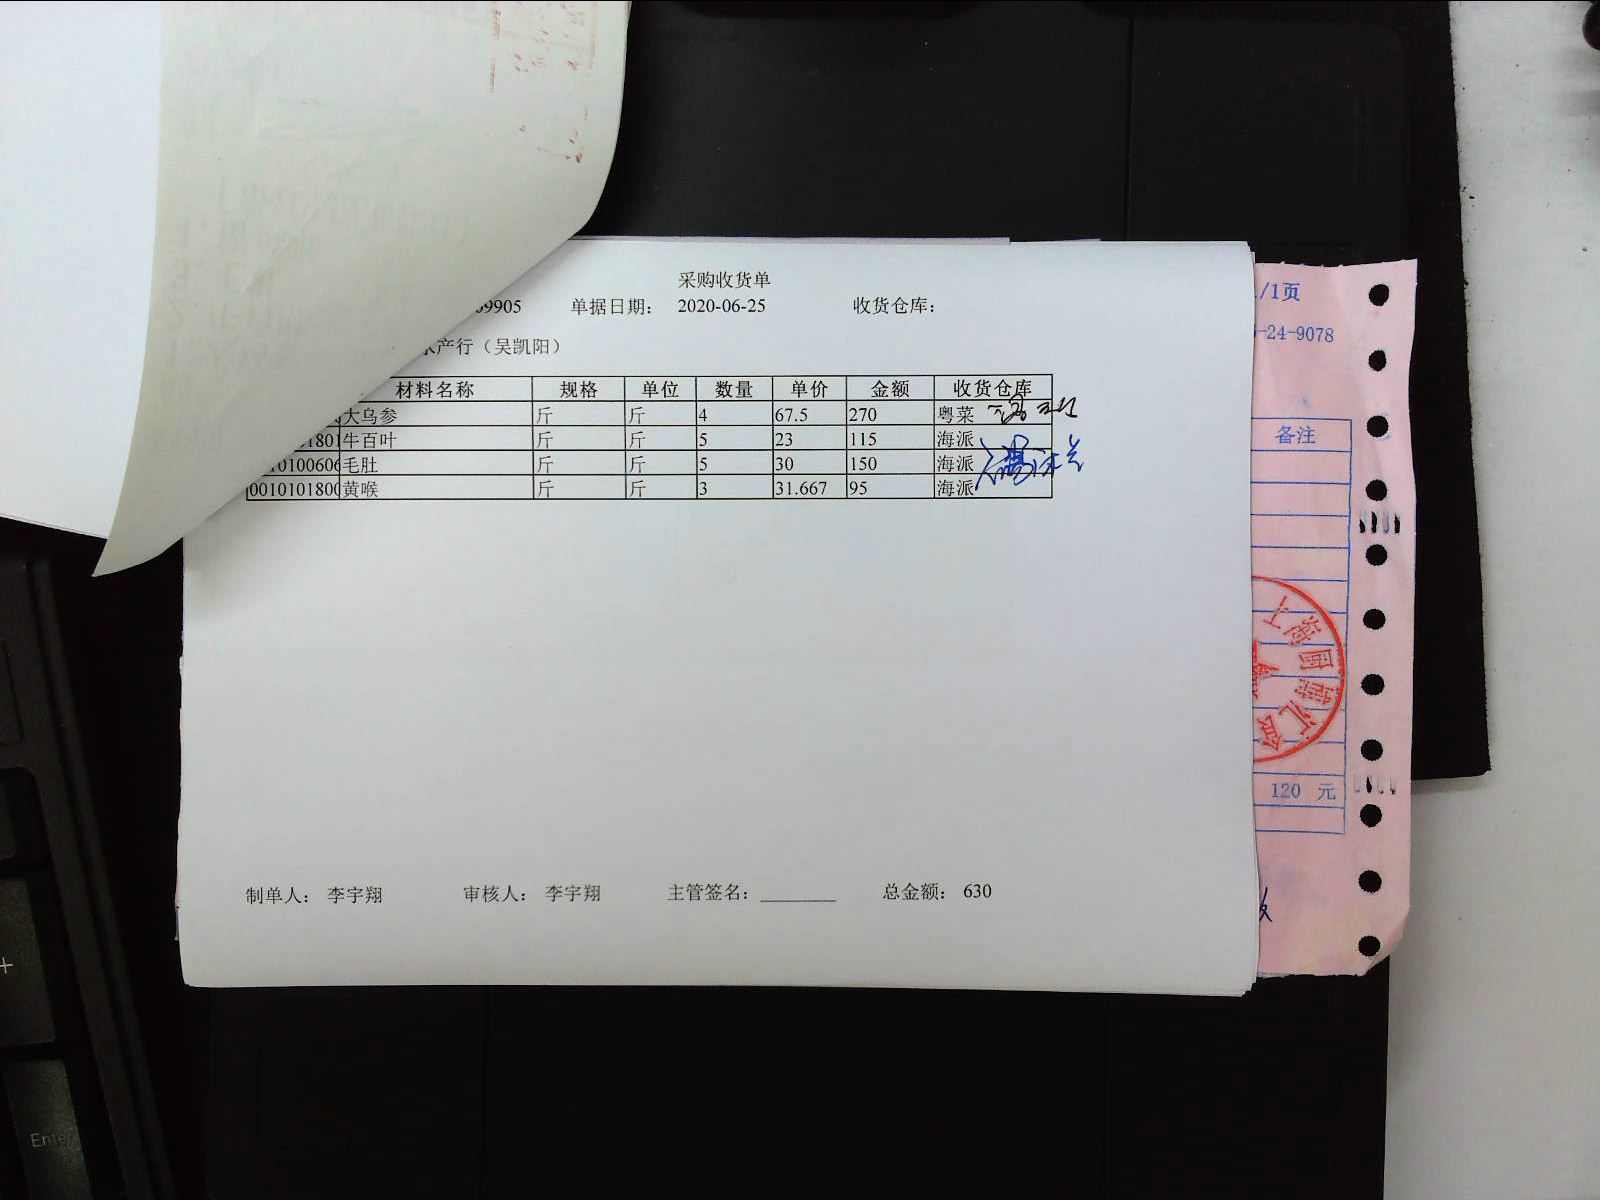 采购收货单
09905 单据日期： 2020-06-25 收货仓库：
水产行（吴凯阳）
材料名称 规格 单位 数量 单价 金额 收货仓库
大乌参 斤 斤 4 67.5 270 粤菜
1801 牛百叶 斤 斤 5 23 115 海派
0100606 毛肚 斤 斤 5 30 150 海派
0010101800 黄喉 斤 斤 3 31.667 95 海派
制单人： 李宇翔 审核人： 李宇翔 主管签名： 总金额： 630
/1页
-24-9078
备注
120 元
Enter